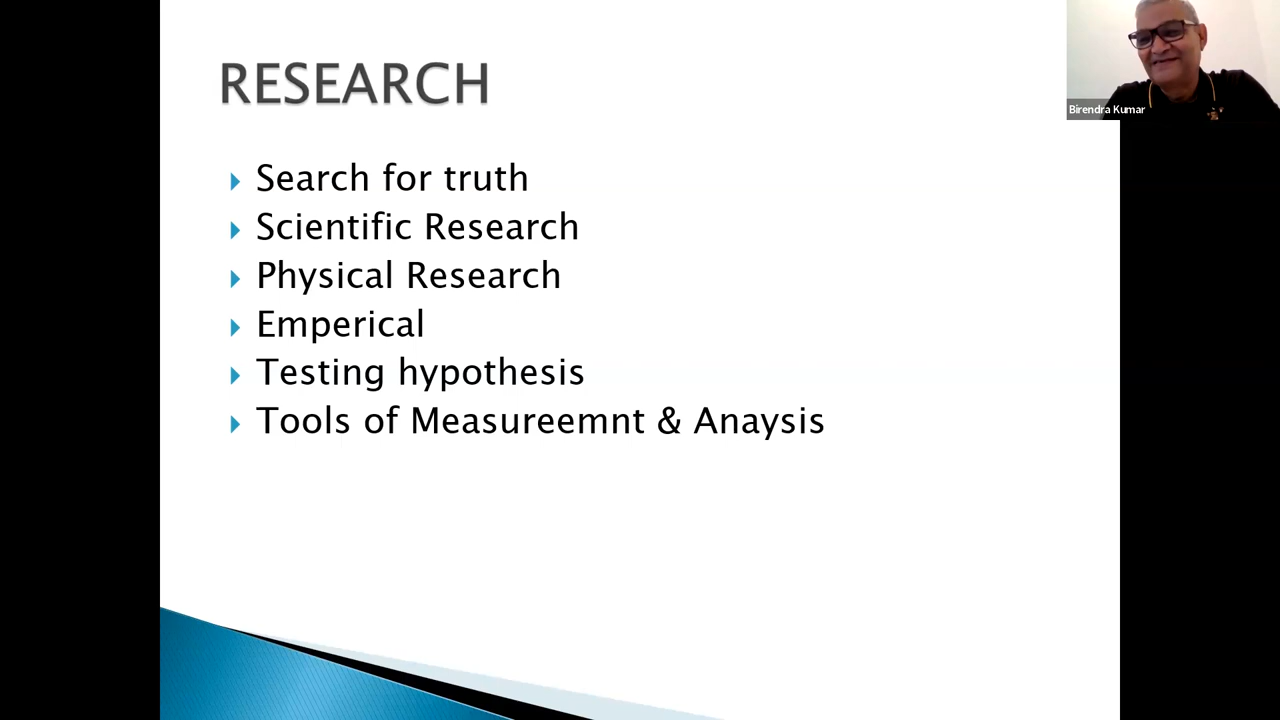 RESEARCH
Search for truth
Scientific Research
Physical Research
Emperical
Testing hypothesis
Tools of Measureemnt & Anaysis
Birendra Kumar